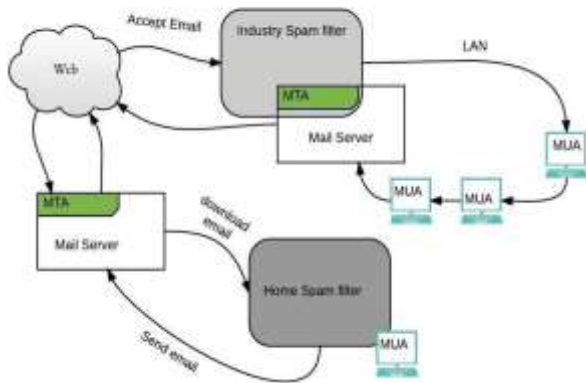 Accept Email
Industry Spam filter
LAN
Web
MTA
Mail Server
MUA
MUA
MUA
MTA
Mail Server
download
email
Home Spam filter
MUA
Send email